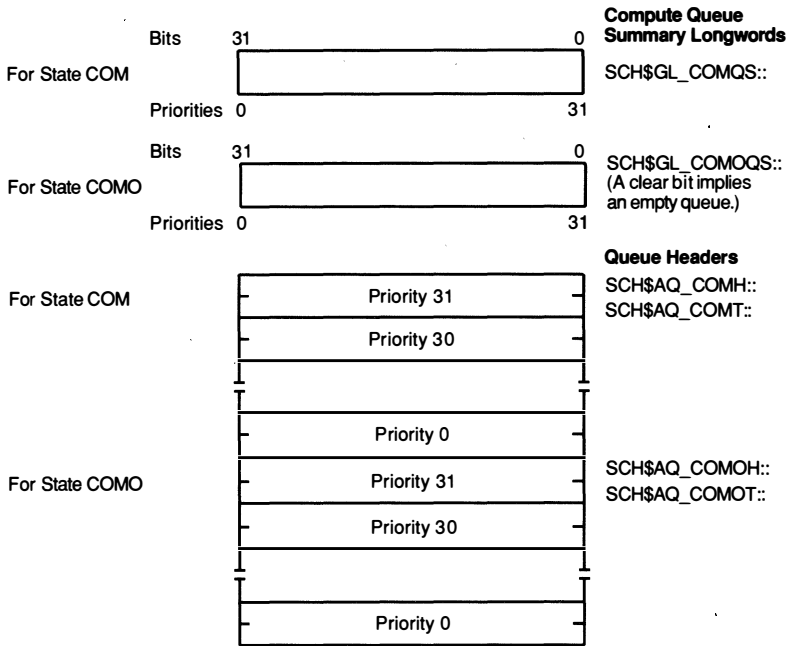 Compute Queue
Summary Longwords
Bits 31 0
For State COM
SCH$GL_COMQS::
Priorities 0 31
Bits 31 0
For State COMO
SCH$GL_COMOQS::
(A clear bit implies
an empty queue.)
Priorities 0 31
Queue Headers
For State COM
Priority 31
SCH$AQ_COMH::
SCH$AQ_COMT::
Priority 30
Priority 0
For State COMO
Priority 31
SCH$AQ_COMOH::
SCH$AQ_COMOT::
Priority 30
Priority 0